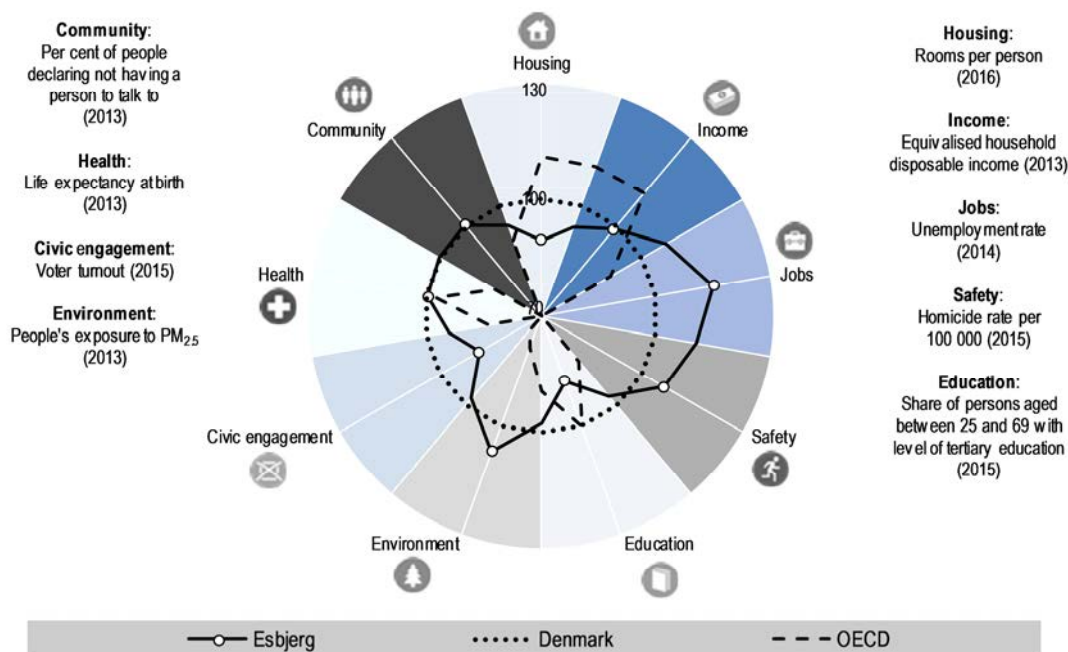 Community:
Per cent of people
declaring not having a
person to talk to
(2013)
Health:
Life expectancy at birth
(2013)
Civic engagement:
Voter turnout (2015)
Environment:
People's exposure to PM2.5
(2013)
Housing
130
100
70
Income
Jobs
Safety
Education
Environment
Civic engagement
Health
Community
Housing:
Rooms per person
(2016)
Income:
Equivalised household
disposable income (2013)
Jobs:
Unemployment rate
(2014)
Safety:
Homicide rate per
100 000 (2015)
Education:
Share of persons aged
between 25 and 69 with
level of tertiary education
(2015)
Esbjerg Denmark OECD